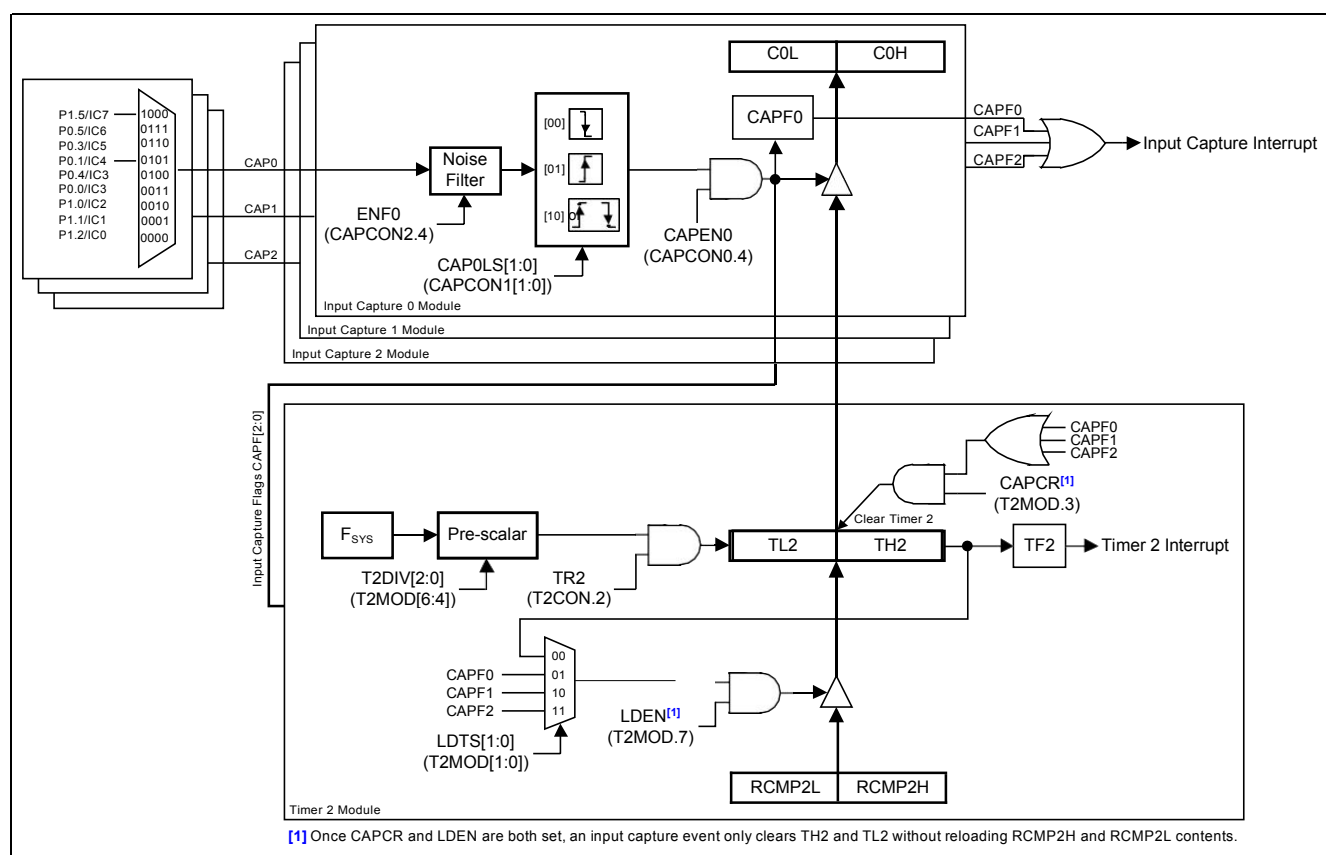 C0L C0H
P1.5/IC7 1000
P0.5/IC6 0111
P0.3/IC5 0110
P0.1/IC4 0101
P0.4/IC3 0100
P0.0/IC3 0011
P1.0/IC2 0010
P1.1/IC1 0001
P1.2/IC0 0000
CAP0
CAP1
CAP2
Noise
Filter
ENF0
(CAPCON2.4)
[00]
[01]
[10] or
CAP0LS[1:0]
(CAPCON1[1:0])
CAPEN0
(CAPCON0.4)
CAPF0
CAPF0
CAPF1
CAPF2
Input Capture Interrupt
Input Capture 0 Module
Input Capture 1 Module
Input Capture 2 Module
Input Capture Flags CAPF[2:0]
CAPF0
CAPF1
CAPF2
CAPCR[1]
(T2MOD.3)
Clear Timer 2
FSYS
Pre-scalar
T2DIV[2:0]
(T2MOD[6:4])
TR2
(T2CON.2)
TL2 TH2
TF2
Timer 2 Interrupt
00
CAPF0 01
CAPF1 10
CAPF2 11
LDTS[1:0]
(T2MOD[1:0])
LDEN[1]
(T2MOD.7)
RCMP2L RCMP2H
Timer 2 Module
[1] Once CAPCR and LDEN are both set, an input capture event only clears TH2 and TL2 without reloading RCMP2H and RCMP2L contents.